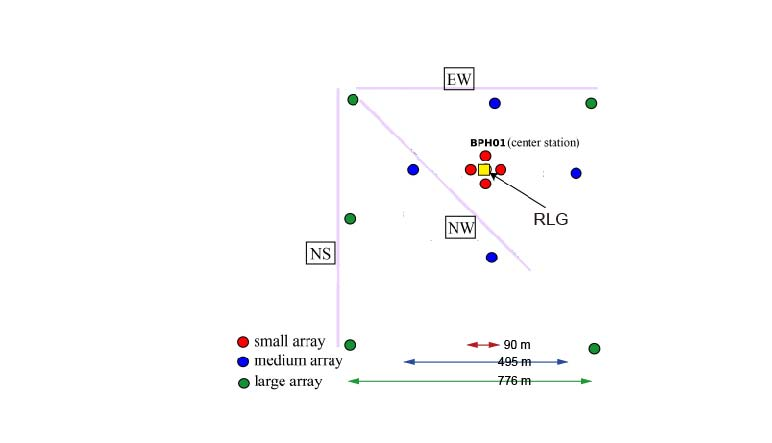 EW
BPH01(center station)
RLG
NW
NS
small array
medium array
large array
90 m
495 m
776 m